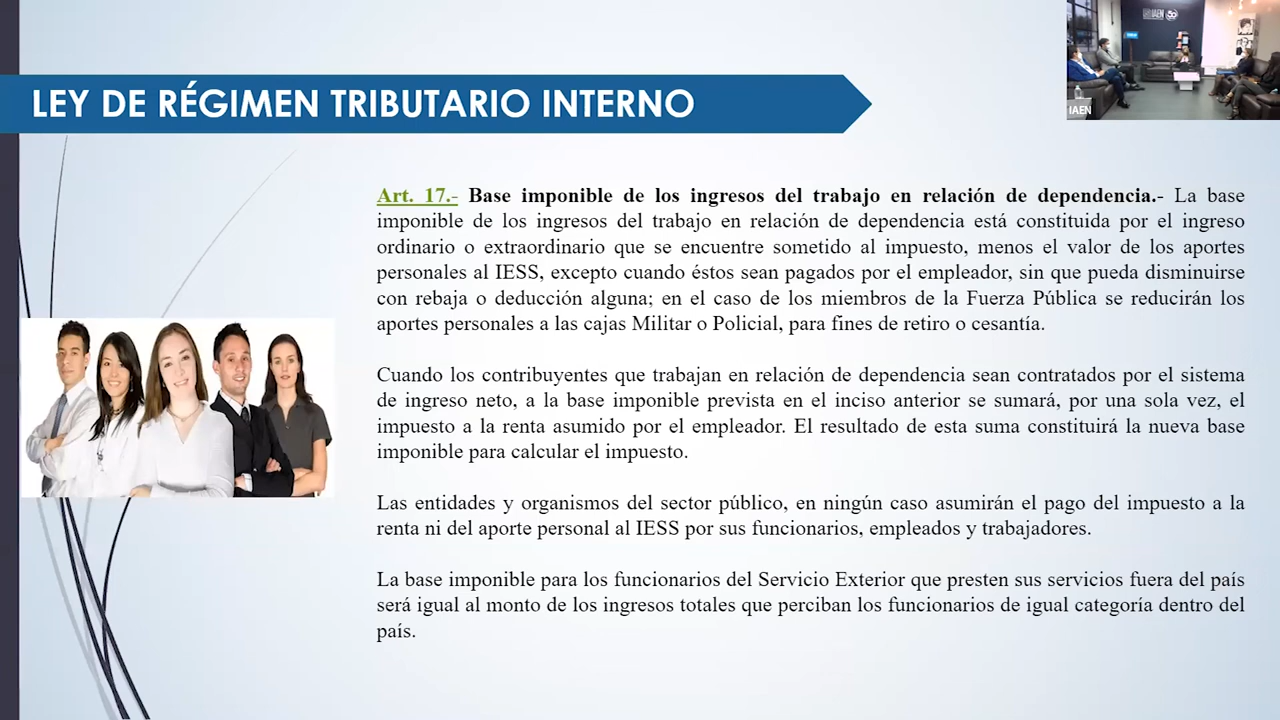 LEY DE RÉGIMEN TRIBUTARIO INTERNO
IAEN
IAEN
Art. 17.- Base imponible de los ingresos del trabajo en relación de dependencia.- La base
imponible de los ingresos del trabajo en relación de dependencia está constituida por el ingreso
ordinario o extraordinario que se encuentre sometido al impuesto, menos el valor de los aportes
personales al IESS, excepto cuando éstos sean pagados por el empleador, sin que pueda disminuirse
con rebaja o deducción alguna; en el caso de los miembros de la Fuerza Pública se reducirán los
aportes personales a las cajas Militar o Policial, para fines de retiro o cesantía.
Cuando los contribuyentes que trabajan en relación de dependencia sean contratados por el sistema
de ingreso neto, a la base imponible prevista en el inciso anterior se sumará, por una sola vez, el
impuesto a la renta asumido por el empleador. El resultado de esta suma constituirá la nueva base
imponible para calcular el impuesto.
Las entidades y organismos del sector público, en ningún caso asumirán el pago del impuesto a la
renta ni del aporte personal al IESS por sus funcionarios, empleados y trabajadores.
La base imponible para los funcionarios del Servicio Exterior que presten sus servicios fuera del país
será igual al monto de los ingresos totales que perciban los funcionarios de igual categoría dentro del
país.